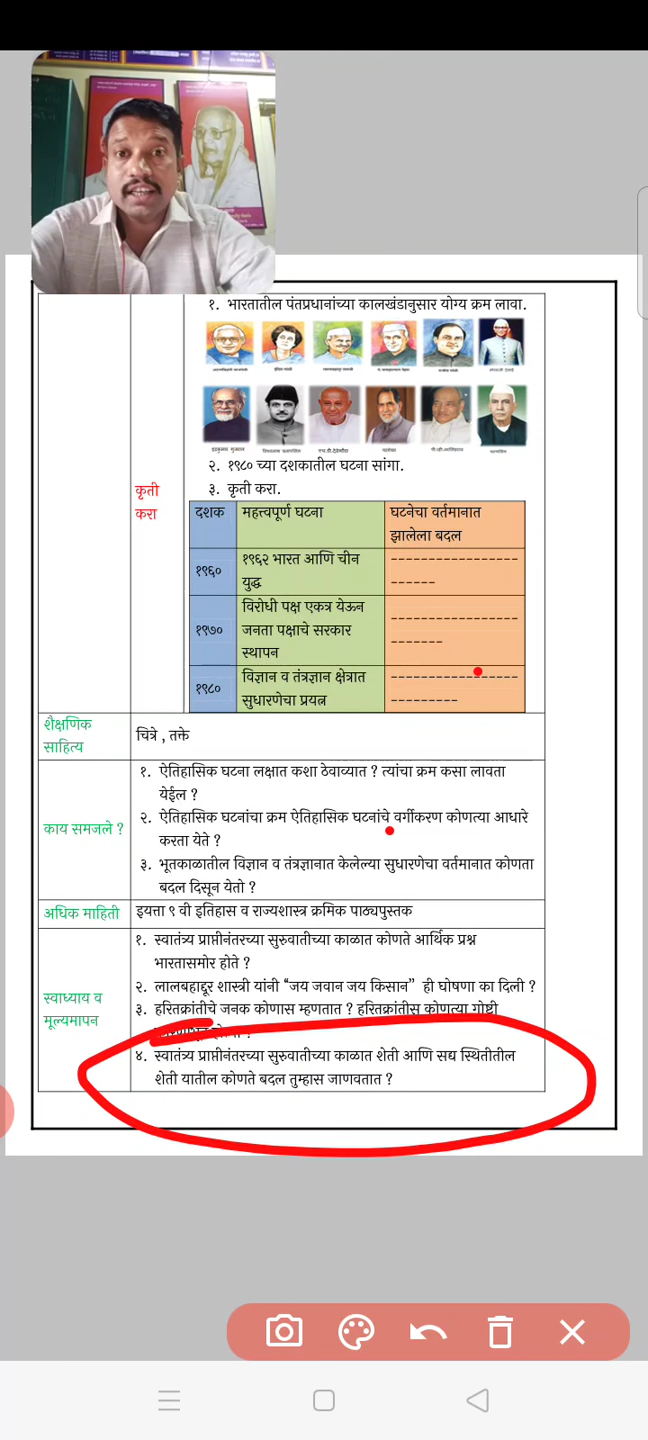 १. भारतातील पंतप्रधानांच्या कालखंडानुसार योग्य क्रम लावा.
२. १९८० च्या दशकातील घटना सांगा.
३. कृती करा.
कृती
करा
दशक महत्त्वपूर्ण घटना घटनेचा वर्तमानात
झालेला बदल
१९६० १९६२ भारत आणि चीन
युद्ध
१९७० विरोधी पक्ष एकत्र येऊन
जनता पक्षाचे सरकार
स्थापन
१९८० विज्ञान व तंत्रज्ञान क्षेत्रात
सुधारणेचा प्रयत्न
शैक्षणिक
साहित्य
चित्रे , तक्ते
काय समजले ?
१. ऐतिहासिक घटना लक्षात कशा ठेवाव्यात ? त्यांचा क्रम कसा लावता
येईल ?
२. ऐतिहासिक घटनांचा क्रम ऐतिहासिक घटनांचे वर्गीकरण कोणत्या आधारे
करता येते ?
३. भूतकाळातील विज्ञान व तंत्रज्ञानात केलेल्या सुधारणेचा वर्तमानात कोणता
बदल दिसून येतो ?
अधिक माहिती इयत्ता ९ वी इतिहास व राज्यशास्त्र क्रमिक पाठ्यपुस्तक
स्वाध्याय व
मूल्यमापन
१. स्वातंत्र्य प्राप्तीनंतरच्या सुरुवातीच्या काळात कोणते आर्थिक प्रश्न
भारतासमोर होते ?
२. लालबहाद्दूर शास्त्री यांनी “जय जवान जय किसान” ही घोषणा का दिली ?
३. हरितक्रांतीचे जनक कोणास म्हणतात ? हरितक्रांतीस कोणत्या गोष्टी
४. स्वातंत्र्य प्राप्तीनंतरच्या सुरुवातीच्या काळात शेती आणि सद्य स्थितीतील
शेती यातील कोणते बदल तुम्हास जाणवतात ?